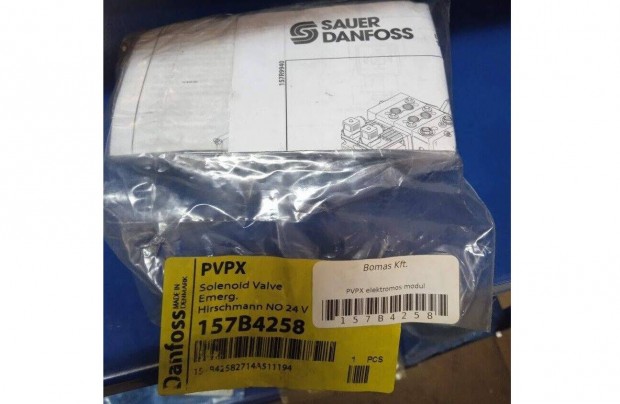 SAUER
DANFOSS
157R9940
PVPX
Solenoid Valve
Emerg.
Hirschmann NO 24 V
157B4258
1 PCS
Danfoss
MADE IN
DENMARK
Bomas Kft.
PVPX elektromos modul
157B4258